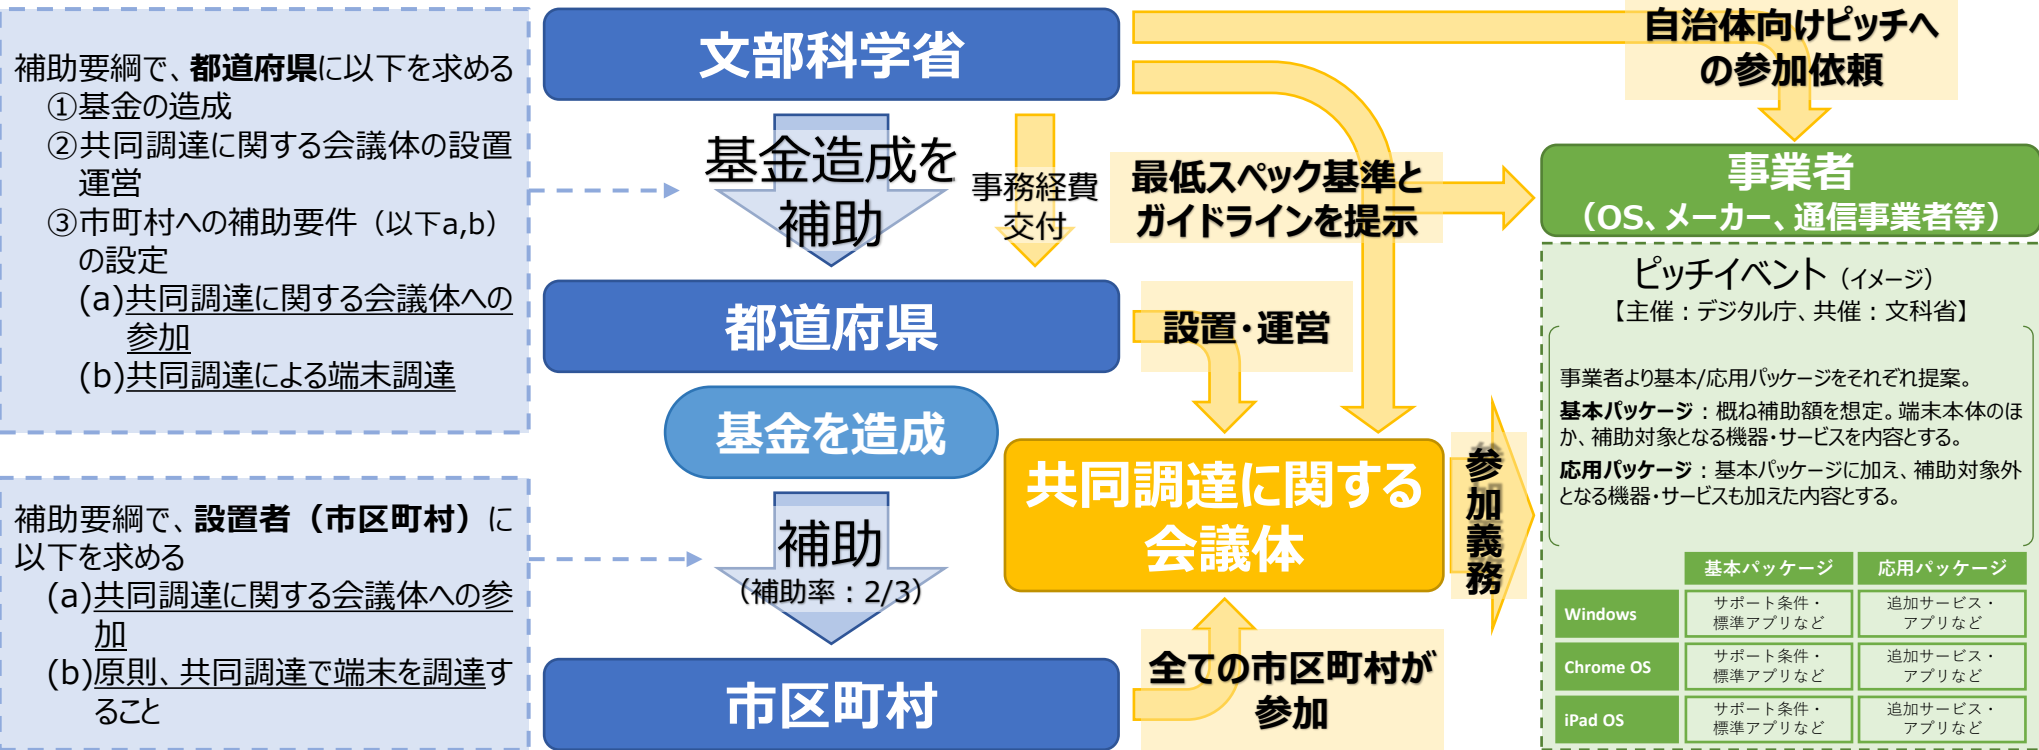 補助要綱で、都道府県に以下を求める
①基金の造成
②共同調達に関する会議体の設置
運営
③市町村への補助要件（以下a,b）
の設定
(a)共同調達に関する会議体への
参加
(b)共同調達による端末調達
補助要綱で、設置者（市区町村）に
以下を求める
(a)共同調達に関する会議体への参
加
(b)原則、共同調達で端末を調達す
ること
文部科学省
基金造成を
補助
事務経費
交付
都道府県
基金を造成
補助
（補助率：2/3）
市区町村
最低スペック基準と
ガイドラインを提示
設置・運営
共同調達に関する
会議体
全ての市区町村が
参加
参加義務
自治体向けピッチへ
の参加依頼
事業者
（OS、メーカー、通信事業者等）
ピッチイベント（イメージ）
【主催：デジタル庁、共催：文科省】
事業者より基本/応用パッケージをそれぞれ提案。
基本パッケージ：概ね補助額を想定。端末本体のほ
か、補助対象となる機器・サービスを内容とする。
応用パッケージ：基本パッケージに加え、補助対象外
となる機器・サービスも加えた内容とする。
基本パッケージ 応用パッケージ
Windows
サポート条件・
標準アプリなど
追加サービス・
アプリなど
Chrome OS
サポート条件・
標準アプリなど
追加サービス・
アプリなど
iPad OS
サポート条件・
標準アプリなど
追加サービス・
アプリなど